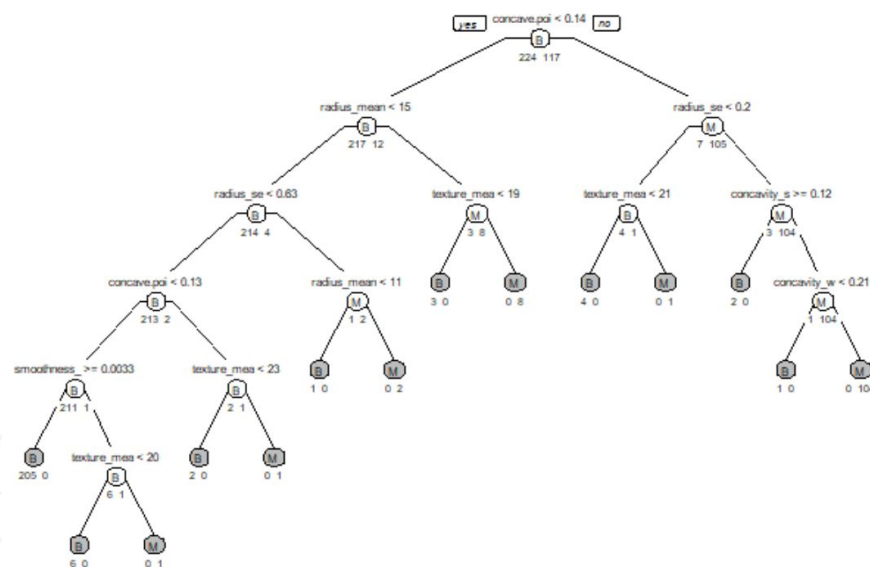 yes concave.poi < 0.14 no
B
224 117
radius_mean < 15 radius_se < 0.2
B M
217 12 7 105
radius_se < 0.63 texture_mea < 19 texture_mea < 21 concavity_s >= 0.12
B M B M
214 4 3 8 4 1 3 104
concave.poi < 0.13 radius_mean < 11 B M B M B concavity_w < 0.21
B M 3 0 0 8 4 0 0 1 2 0 M
213 2 1 2 1 104
smoothness_ >= 0.0033 texture_mea < 23 B M B M
B B 1 0 0 2 1 0 0 104
211 1 2 1
B texture_mea < 20 B M
205 0 B 2 0 0 1
6 1
B M
6 0 0 1